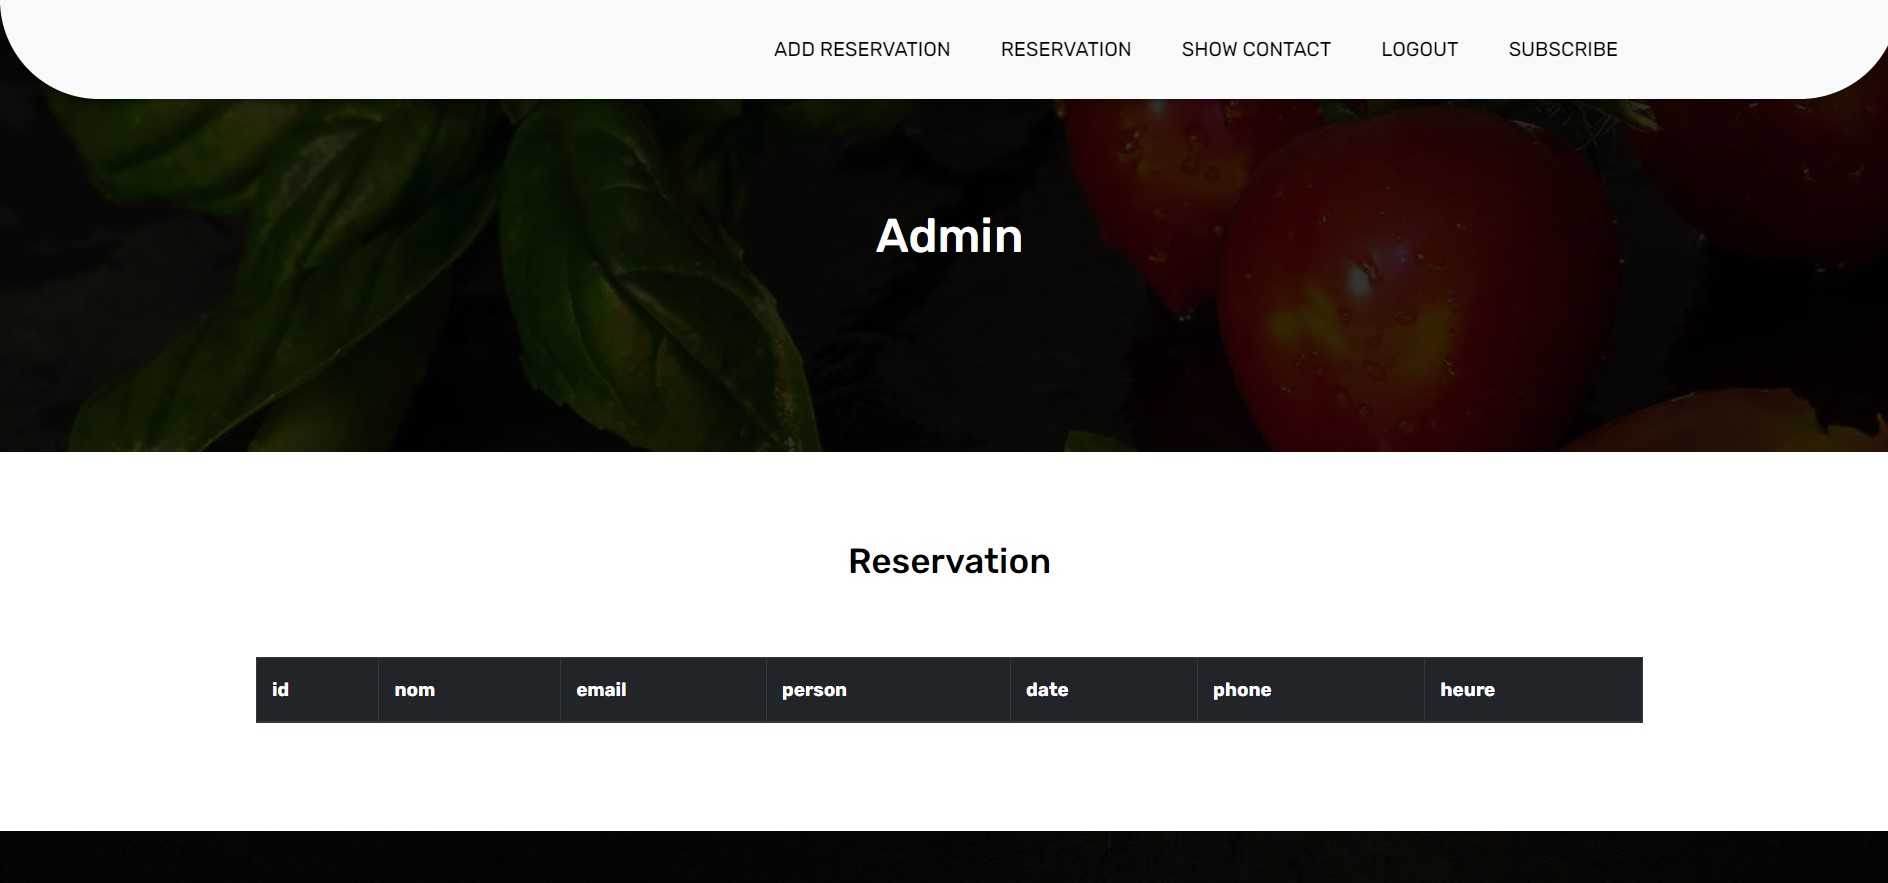 ADD RESERVATION RESERVATION SHOW CONTACT LOGOUT SUBSCRIBE
Admin
Reservation
id nom email person date phone heure